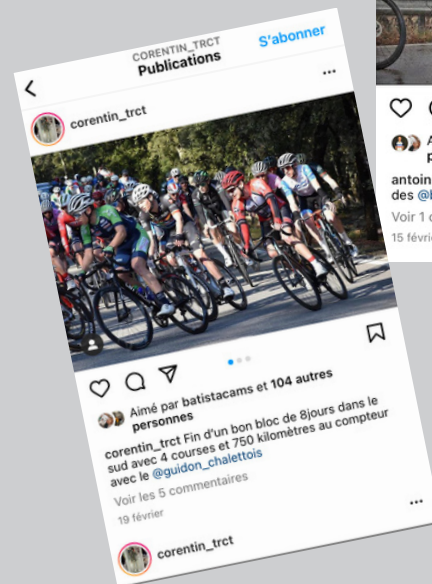 CORENTIN_TRCT
Publications
S'abonner
corentin_trct
Aimé par batistacams et 104 autres
personnes
corentin_trct Fin d'un bon bloc de 8jours dans le
sud avec 4 courses et 750 kilomètres au compteur
avec le @guidon_chalettois
Voir les 5 commentaires
19 février
corentin_trct
A
p
antoin
des @b
Voir 1 c
15 févri